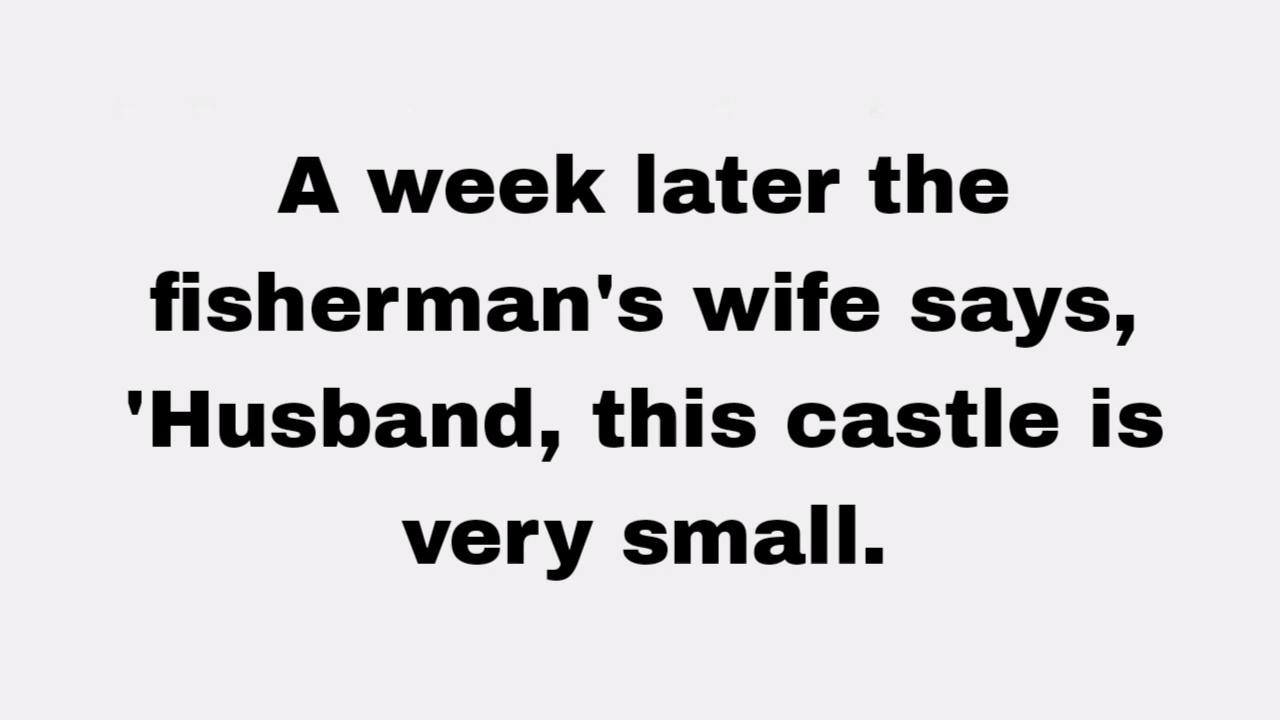 A week later the
fisherman's wife says,
'Husband, this castle is
very small.